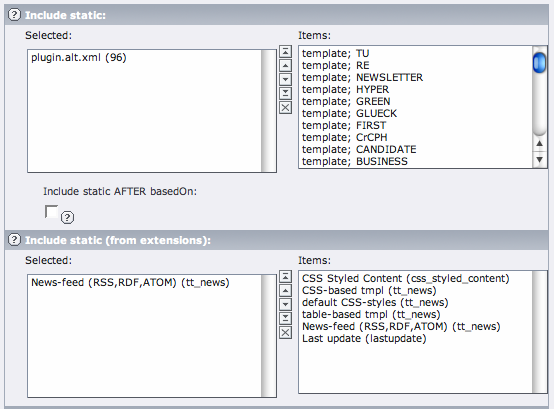 Include static:
Selected:
Items:
plugin.alt.xml (96)
template; TU
template; RE
template; NEWSLETTER
template; HYPER
template; GREEN
template; GLUECK
template; FIRST
template; CrCPH
template; CANDIDATE
template; BUSINESS
Include static AFTER basedOn:
Include static (from extensions):
Selected:
Items:
News-feed (RSS,RDF,ATOM) (tt_news)
CSS Styled Content (css_styled_content)
CSS-based tmpl (tt_news)
default CSS-styles (tt_news)
table-based tmpl (tt_news)
News-feed (RSS,RDF,ATOM) (tt_news)
Last update (lastupdate)